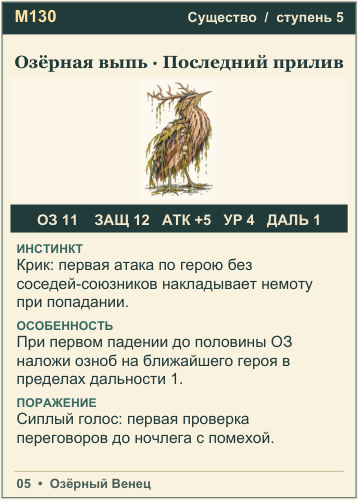 M130
Существо / ступень 5
Озёрная выпь · Последний прилив
ОЗ 11 ЗАЩ 12 АТК +5 УР 4 ДАЛЬ 1
ИНСТИНКТ
Крик: первая атака по герою без
соседей-союзников накладывает немоту
при попадании.
ОСОБЕННОСТЬ
При первом падении до половины ОЗ
наложи озноб на ближайшего героя в
пределах дальности 1.
ПОРАЖЕНИЕ
Сиплый голос: первая проверка
переговоров до ночлега с помехой.
05 • Озёрный Венец